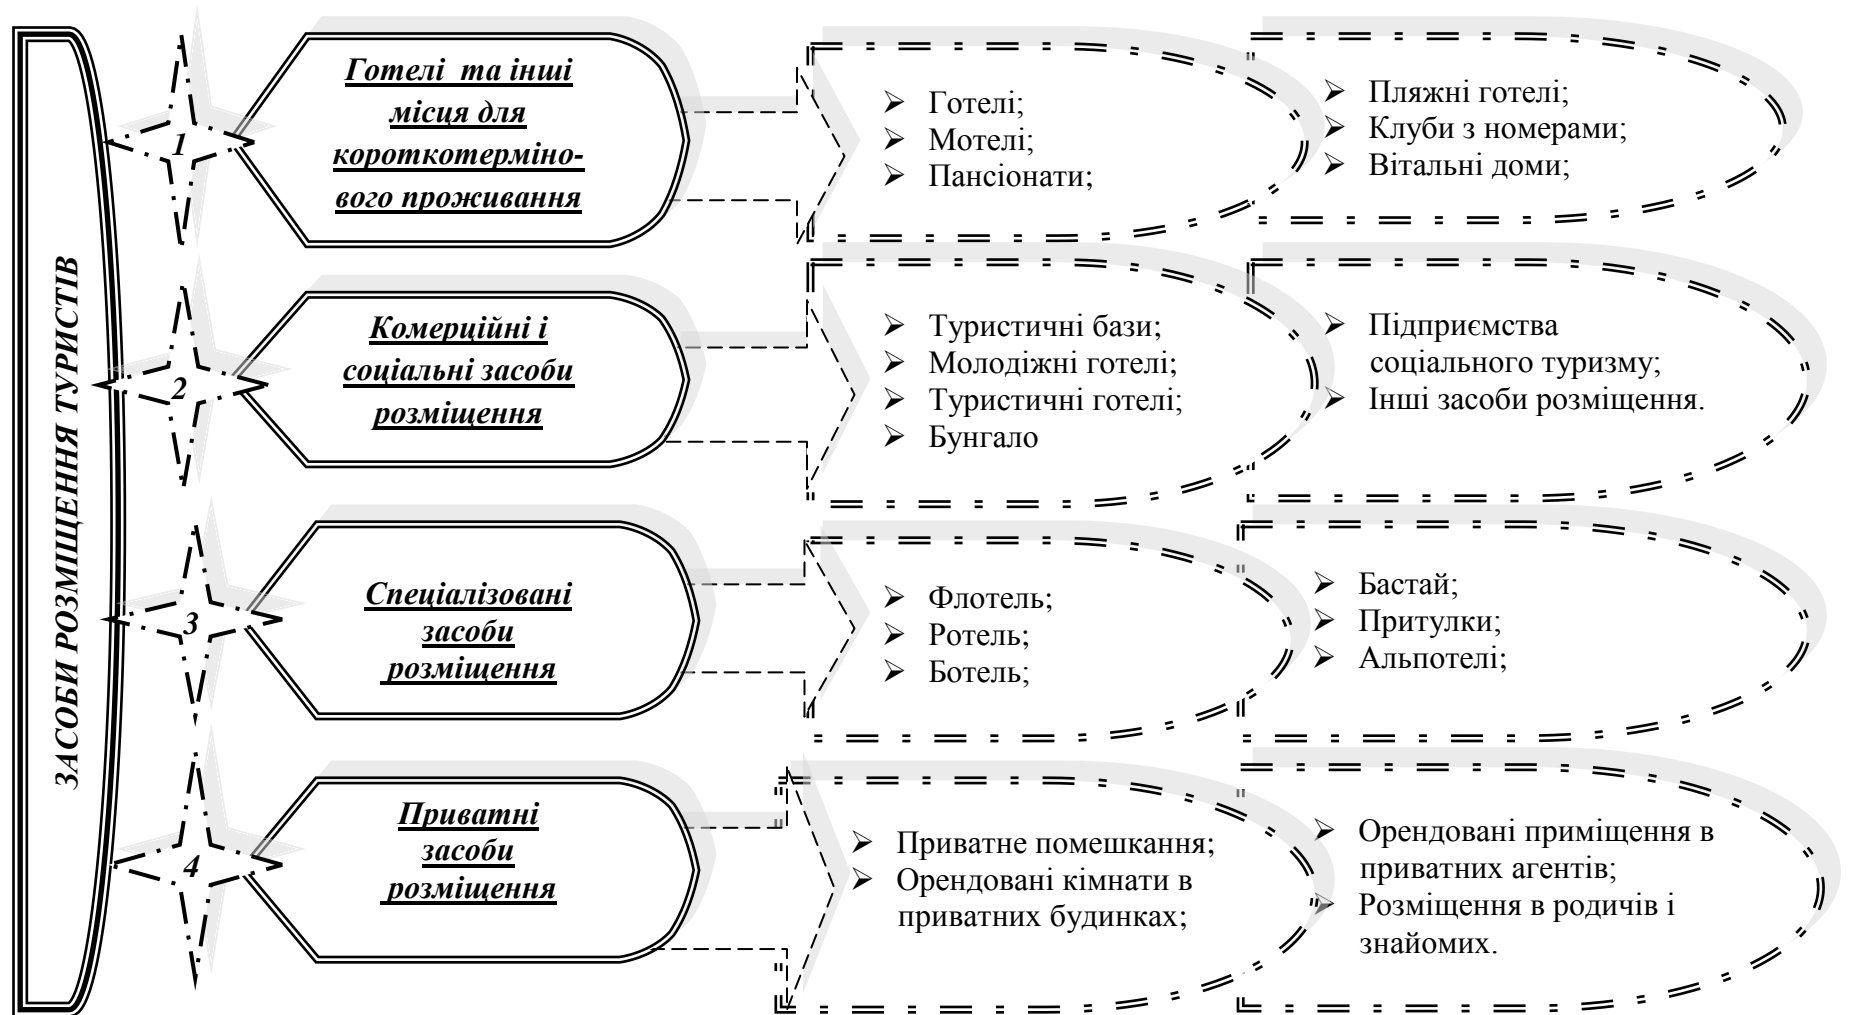 ЗАСОБИ РОЗМІЩЕННЯ ТУРИСТІВ
1
Готелі та інші
місця для
короткотерміно-
вого проживання
➢ Готелі;
➢ Мотелі;
➢ Пансіонати;
➢ Пляжні готелі;
➢ Клуби з номерами;
➢ Вітальні доми;
2
Комерційні і
соціальні засоби
розміщення
➢ Туристичні бази;
➢ Молодіжні готелі;
➢ Туристичні готелі;
➢ Бунгало
➢ Підприємства
соціального туризму;
➢ Інші засоби розміщення.
3
Спеціалізовані
засоби
розміщення
➢ Флотель;
➢ Ротель;
➢ Ботель;
➢ Бастай;
➢ Притулки;
➢ Альпотелі;
4
Приватні
засоби
розміщення
➢ Приватне помешкання;
➢ Орендовані кімнати в
приватних будинках;
➢ Орендовані приміщення в
приватних агентів;
➢ Розміщення в родичів і
знайомих.